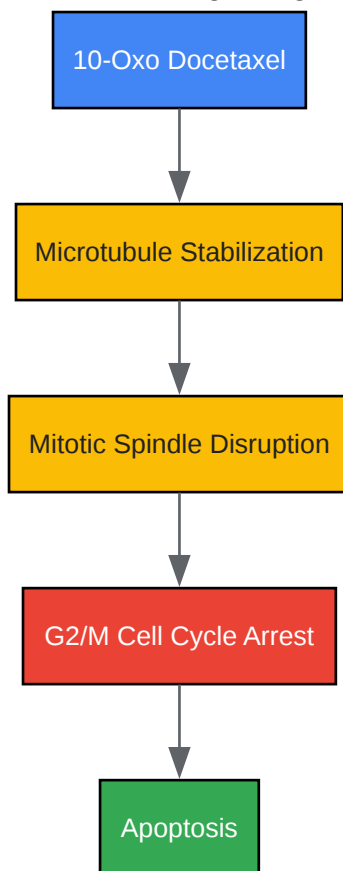 10-Oxo Docetaxel
Microtubule Stabilization
Mitotic Spindle Disruption
G2/M Cell Cycle Arrest
Apoptosis